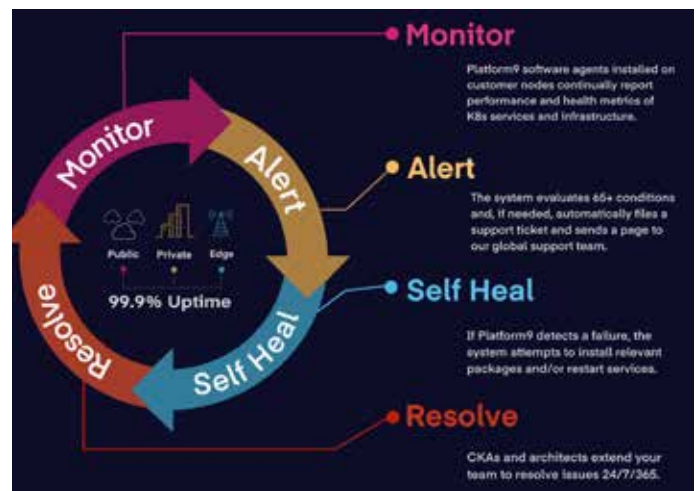 Monitor
Platform9 software agents installed on
customer nodes continually report
performance and health metrics of
K8s services and infrastructure.
Alert
The system evaluates 65+ conditions
and, if needed, automatically files a
support ticket and sends a page to
our global support team.
Self Heal
If Platform9 detects a failure, the
system attempts to install relevant
packages and/or restart services.
Resolve
CKAs and architects extend your
team to resolve issues 24/7/365.
Monitor
Alert
Self Heal
Resolve
Public Private Edge
99.9% Uptime